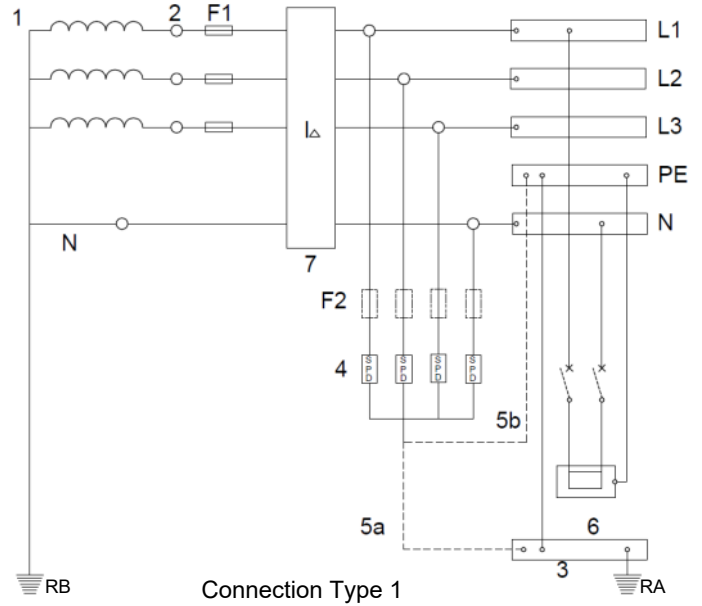 1
2
F1
L1
L2
L3
I△
PE
N
N
7
F2
4
SPD
SPD
SPD
SPD
5b
5a
6
3
RB
Connection Type 1
RA